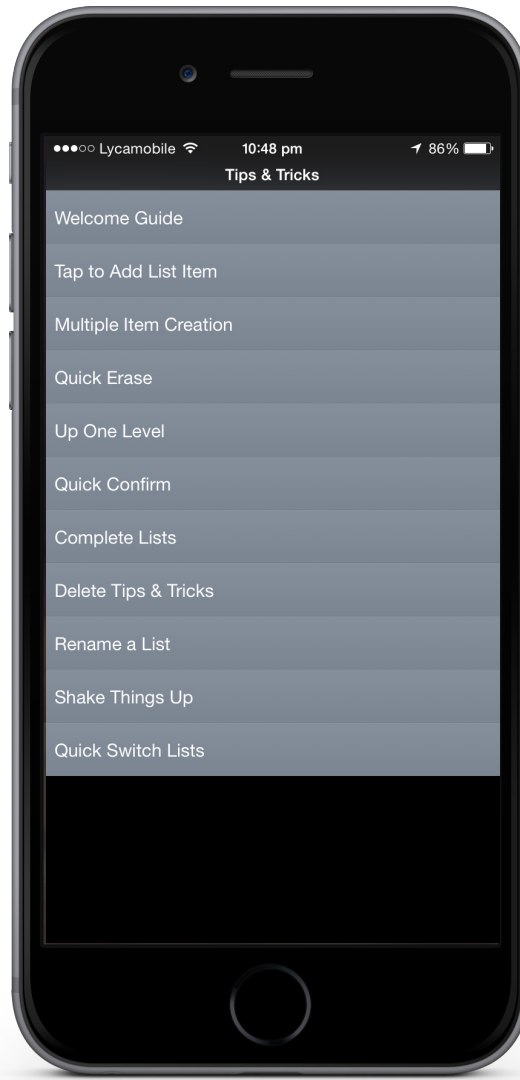 Lycamobile 10:48 pm 86%
Tips & Tricks
Welcome Guide
Tap to Add List Item
Multiple Item Creation
Quick Erase
Up One Level
Quick Confirm
Complete Lists
Delete Tips & Tricks
Rename a List
Shake Things Up
Quick Switch Lists